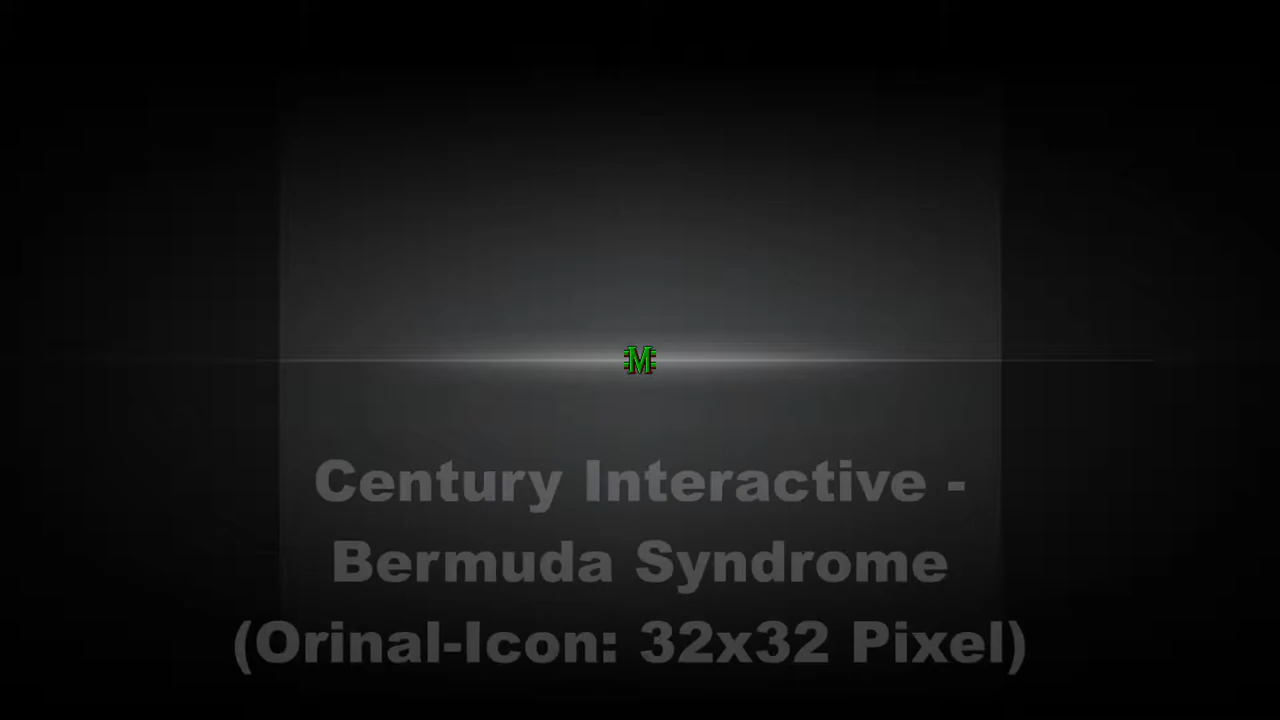 M
Century Interactive -
Bermuda Syndrome
(Orinal-Icon: 32x32 Pixel)